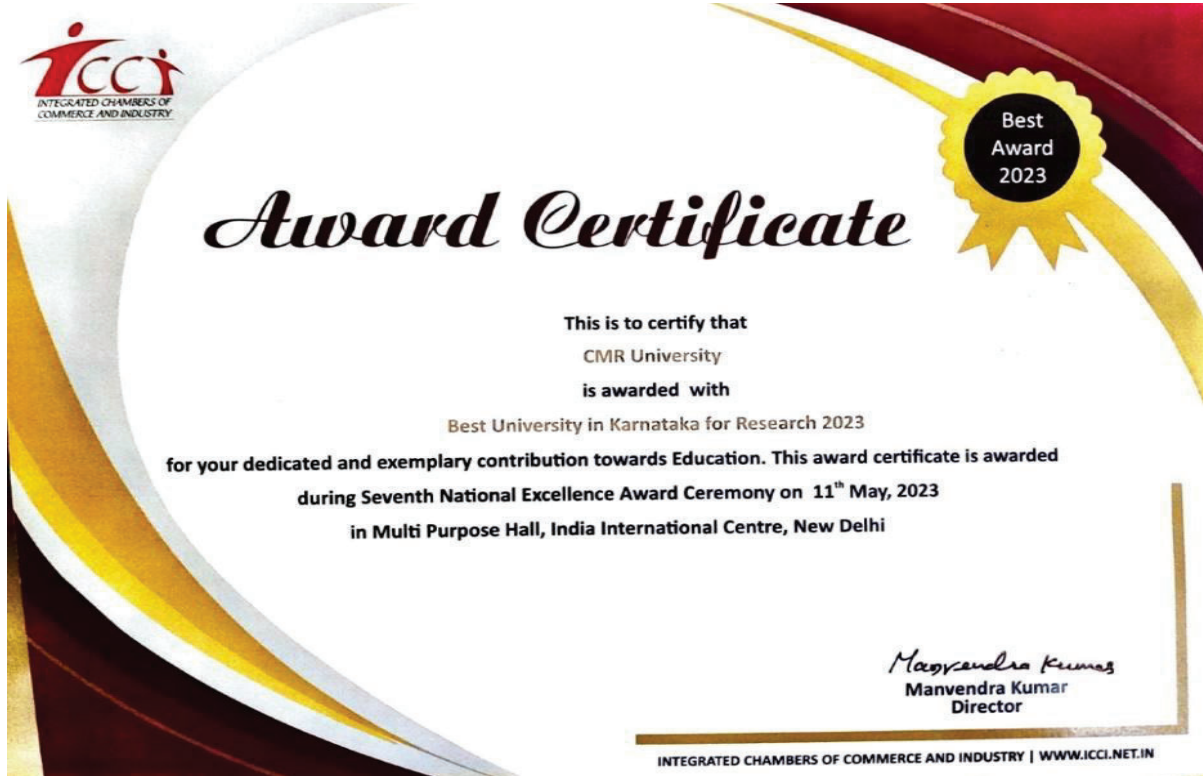 ICCI
INTEGRATED CHAMBERS OF
COMMERCE AND INDUSTRY
Best
Award
2023
Award Certificate
This is to certify that
CMR University
is awarded with
Best University in Karnataka for Research 2023
for your dedicated and exemplary contribution towards Education. This award certificate is awarded
during Seventh National Excellence Award Ceremony on 11th May, 2023
in Multi Purpose Hall, India International Centre, New Delhi
Manvendra Kumar
Manvendra Kumar
Director
INTEGRATED CHAMBERS OF COMMERCE AND INDUSTRY | WWW.ICCI.NET.IN